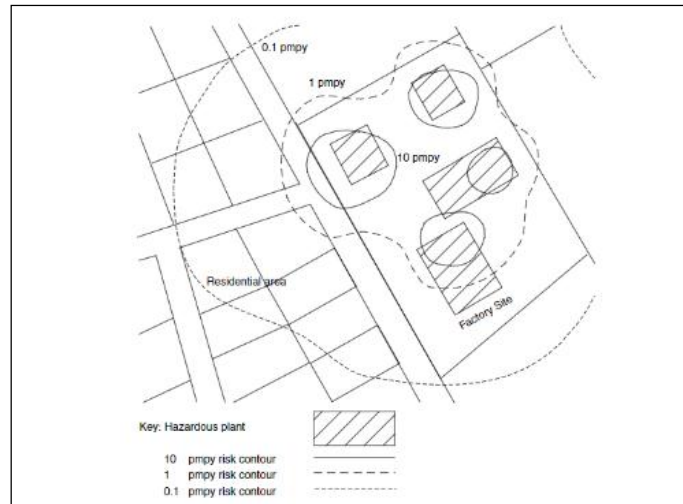 0.1 pmpy
1 pmpy
10 pmpy
Residential area
Factory Site
Key: Hazardous plant
10 pmpy risk contour
1 pmpy risk contour
0.1 pmpy risk contour